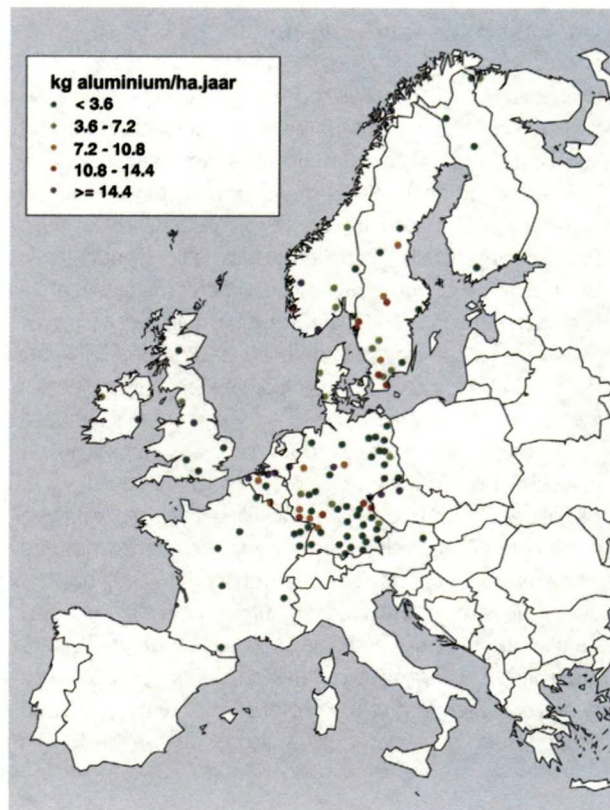 kg aluminium/ha.jaar
< 3.6
3.6 - 7.2
7.2 - 10.8
10.8 - 14.4
>= 14.4